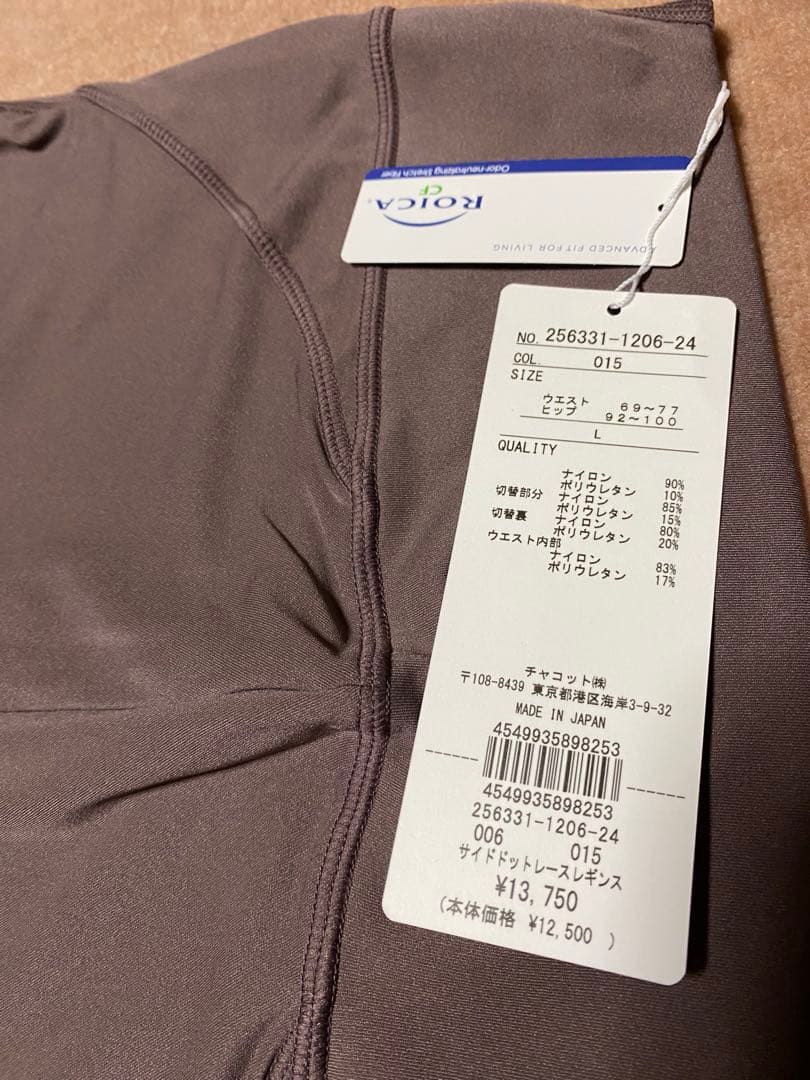 Odor-neutralizing Stretch Fiber
ROICA®
CF
ADVANCED FIT FOR LIVING
NO. 256331-1206-24
COL. 015
SIZE
ウエスト 69～77
ヒップ 92～100
L
QUALITY
ナイロン 90%
ポリウレタン 10%
切替部分 ナイロン 85%
ポリウレタン 15%
切替裏 ナイロン 80%
ポリウレタン 20%
ウエスト内部
ナイロン 83%
ポリウレタン 17%
チャコット㈱
〒108-8439 東京都港区海岸3-9-32
MADE IN JAPAN
4549935898253
4549935898253
256331-1206-24
006 015
サイドドットレースレギンス
¥13,750
(本体価格 ¥12,500 )